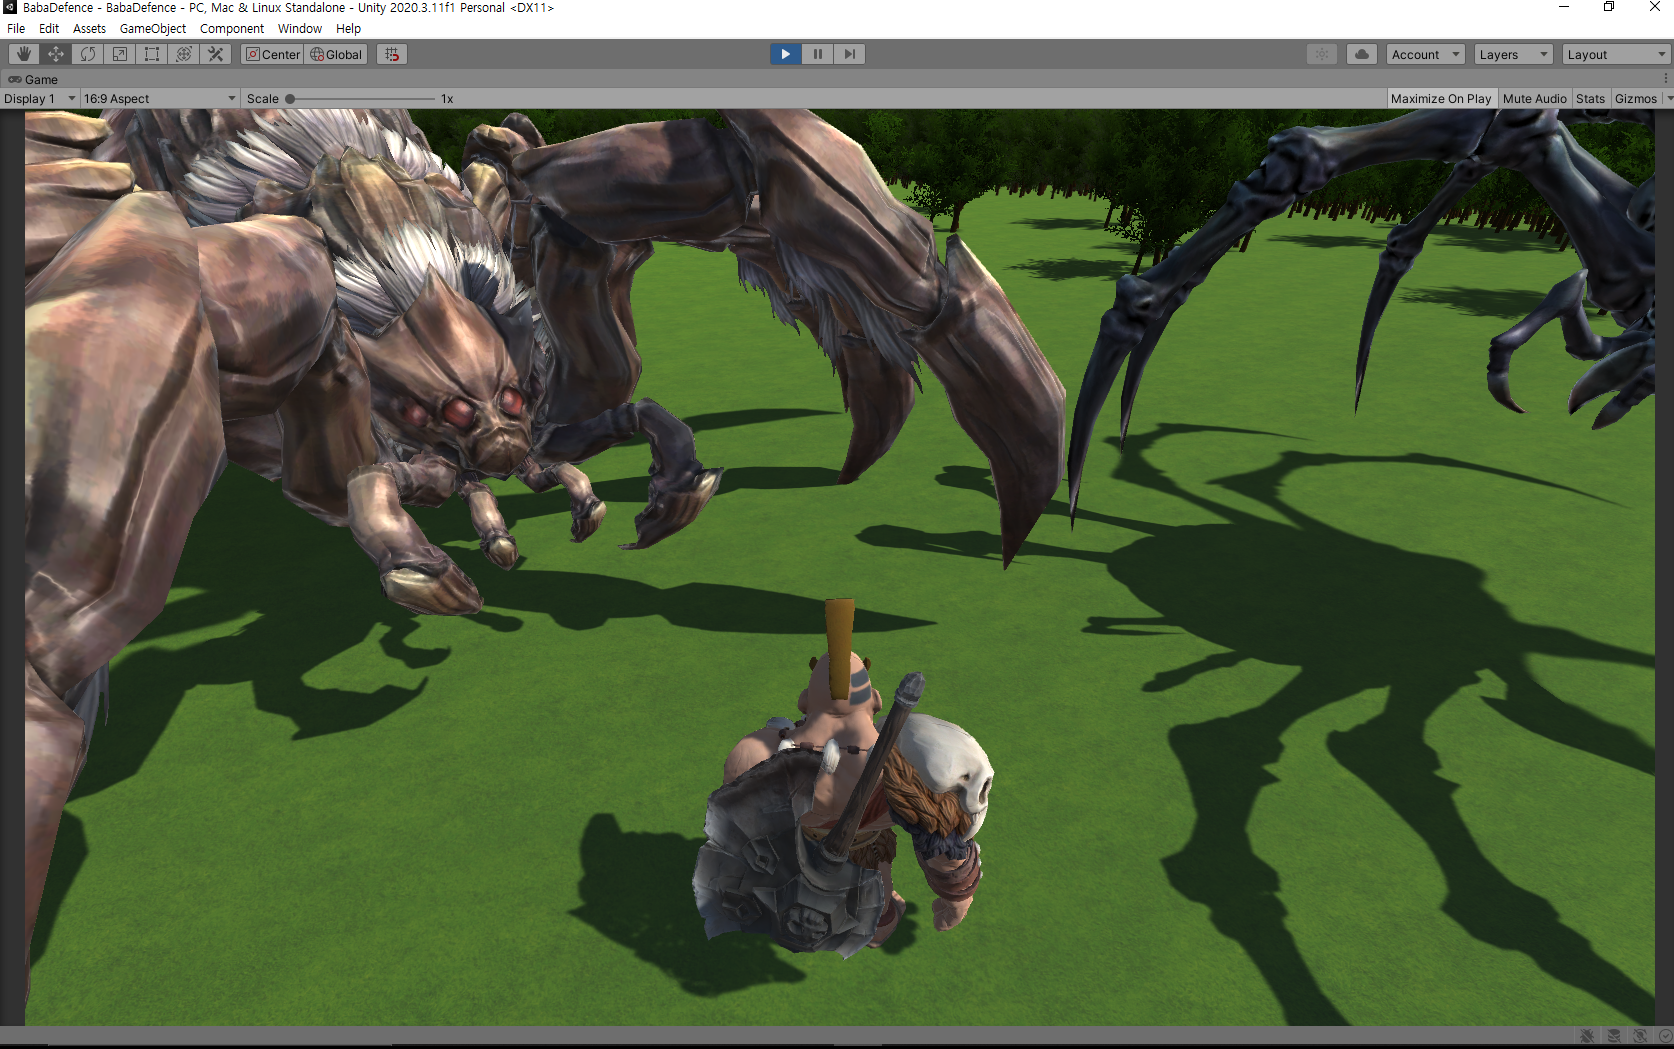 BabaDefence - BabaDefence - PC, Mac & Linux Standalone - Unity 2020.3.11f1 Personal <DX11>
File Edit Assets GameObject Component Window Help
Center Global Account Layers Layout
Game
Display 1 16:9 Aspect Scale 1x Maximize On Play Mute Audio Stats Gizmos